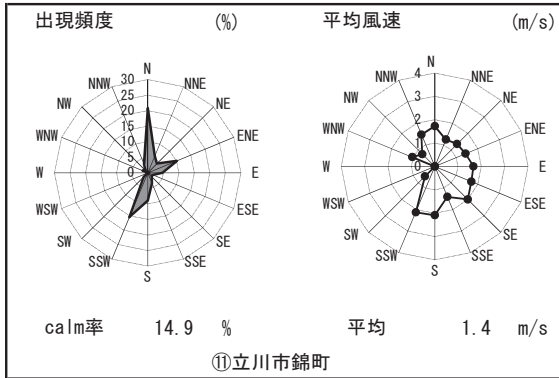 出現頻度 (%)
N
NNW NNE
NW NE
WNW ENE
W E
WSW ESE
SW SE
SSW SSE
S
30
25
20
15
10
5
0
calm率 14.9 %
平均風速 (m/s)
N
NNW NNE
NW NE
WNW ENE
W E
WSW ESE
SW SE
SSW SSE
S
4
3
2
1
0
平均 1.4 m/s
⑪立川市錦町